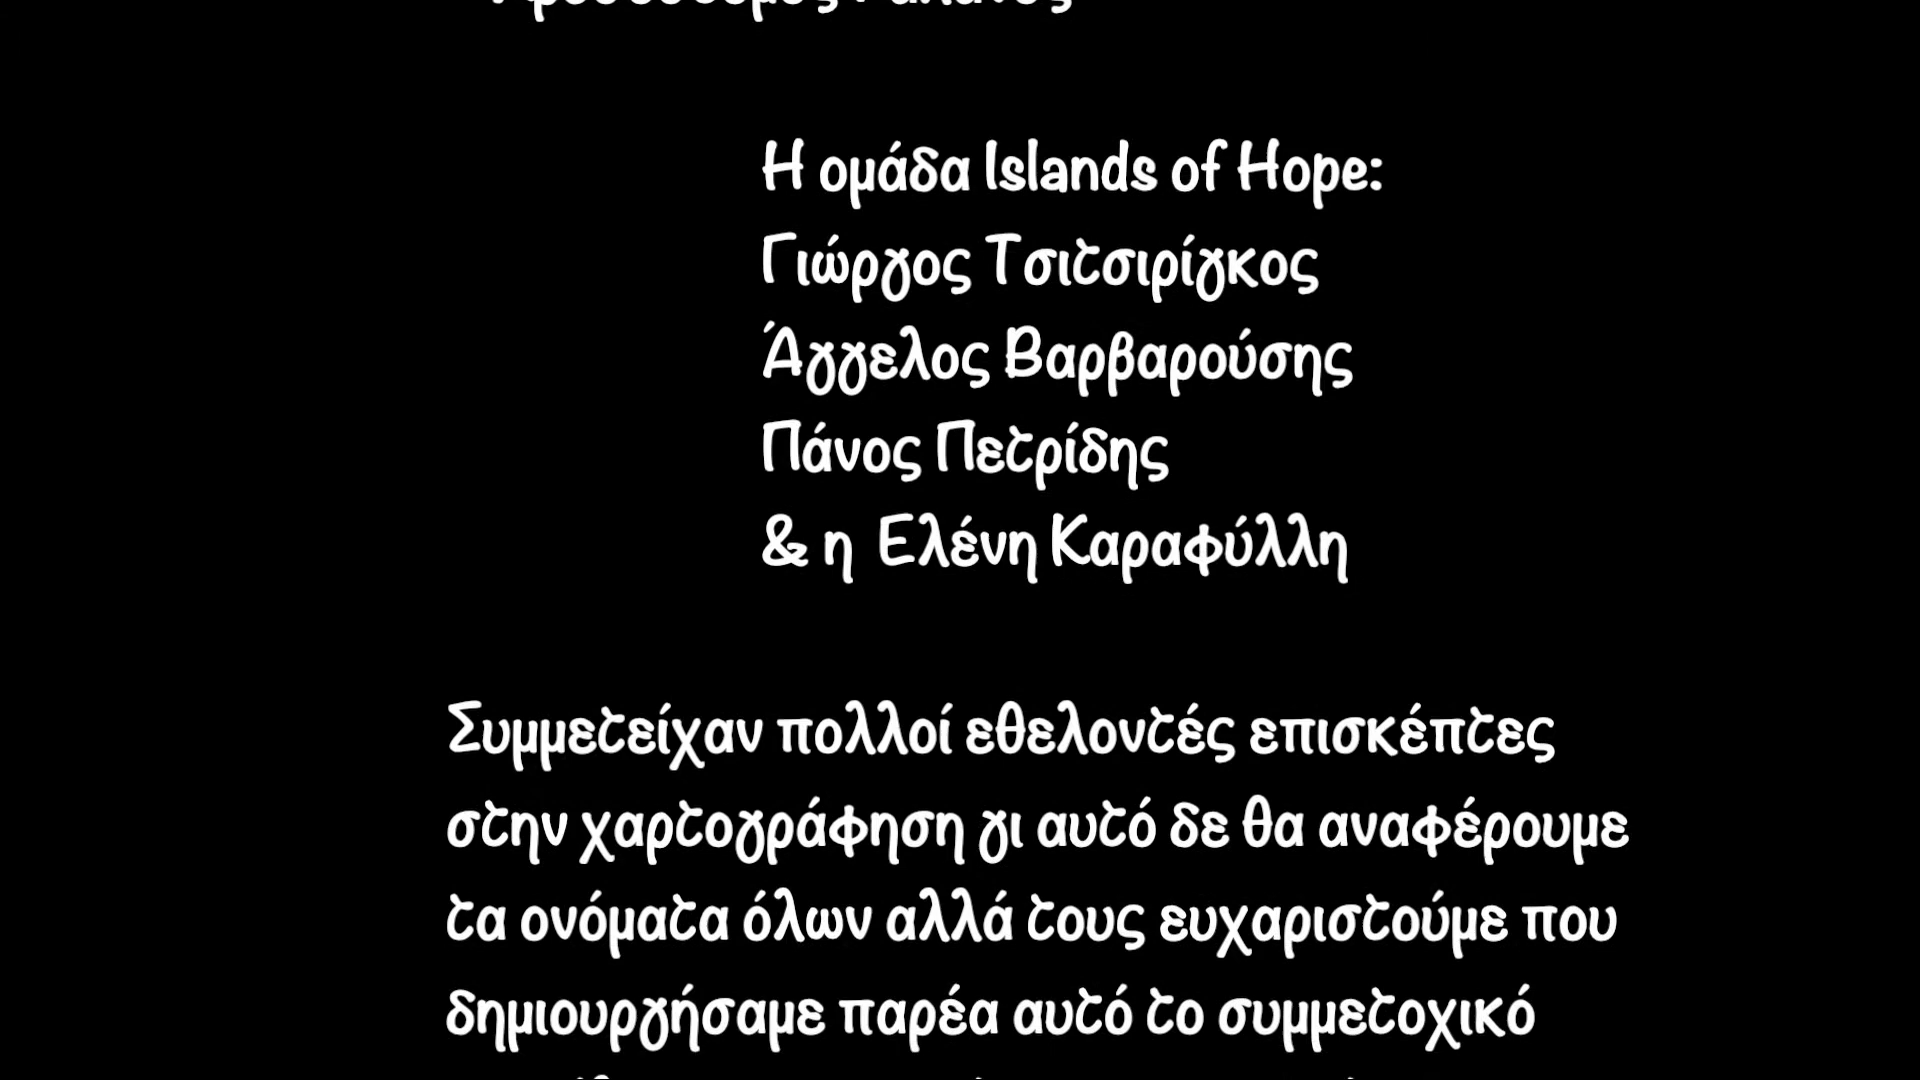 Η ομάδα Islands of Hope:
Γιώργος Τσιτσιρίγκος
Άγγελος Βαρβαρούσης
Πάνος Πετρίδης
& η Ελένη Καραφύλλη
Συμμετείχαν πολλοί εθελοντές επισκέπτες
στην χαρτογράφηση γι αυτό δε θα αναφέρουμε
τα ονόματα όλων αλλά τους ευχαριστούμε που
δημιουργήσαμε παρέα αυτό το συμμετοχικό